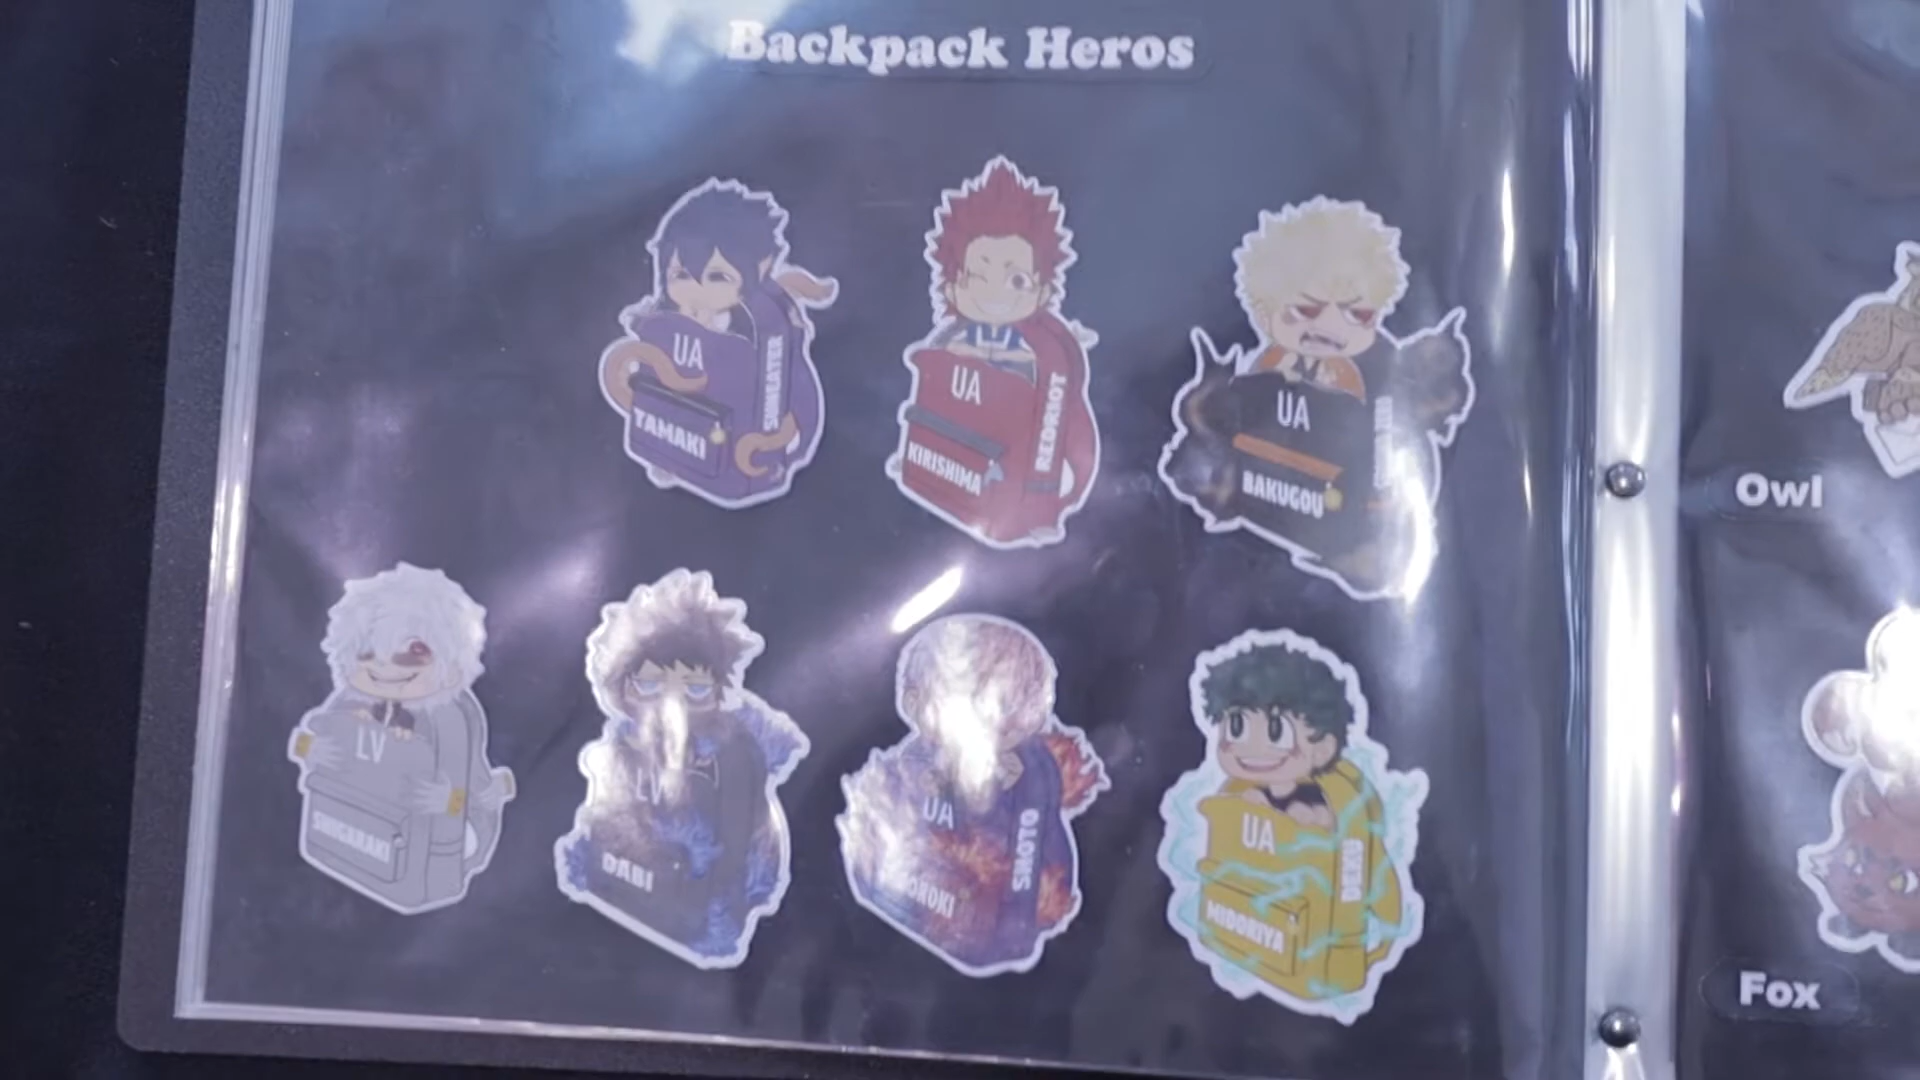 Backpack Heros
UA
SUNEATER
TAMAKI
UA
REDRIOT
KIRISHIMA
UA
BAKUGOU
LV
SHIGARAKI
LV
DABI
UA
SHOTO
UA
DEKU
MIDORIYA
Owl
Fox